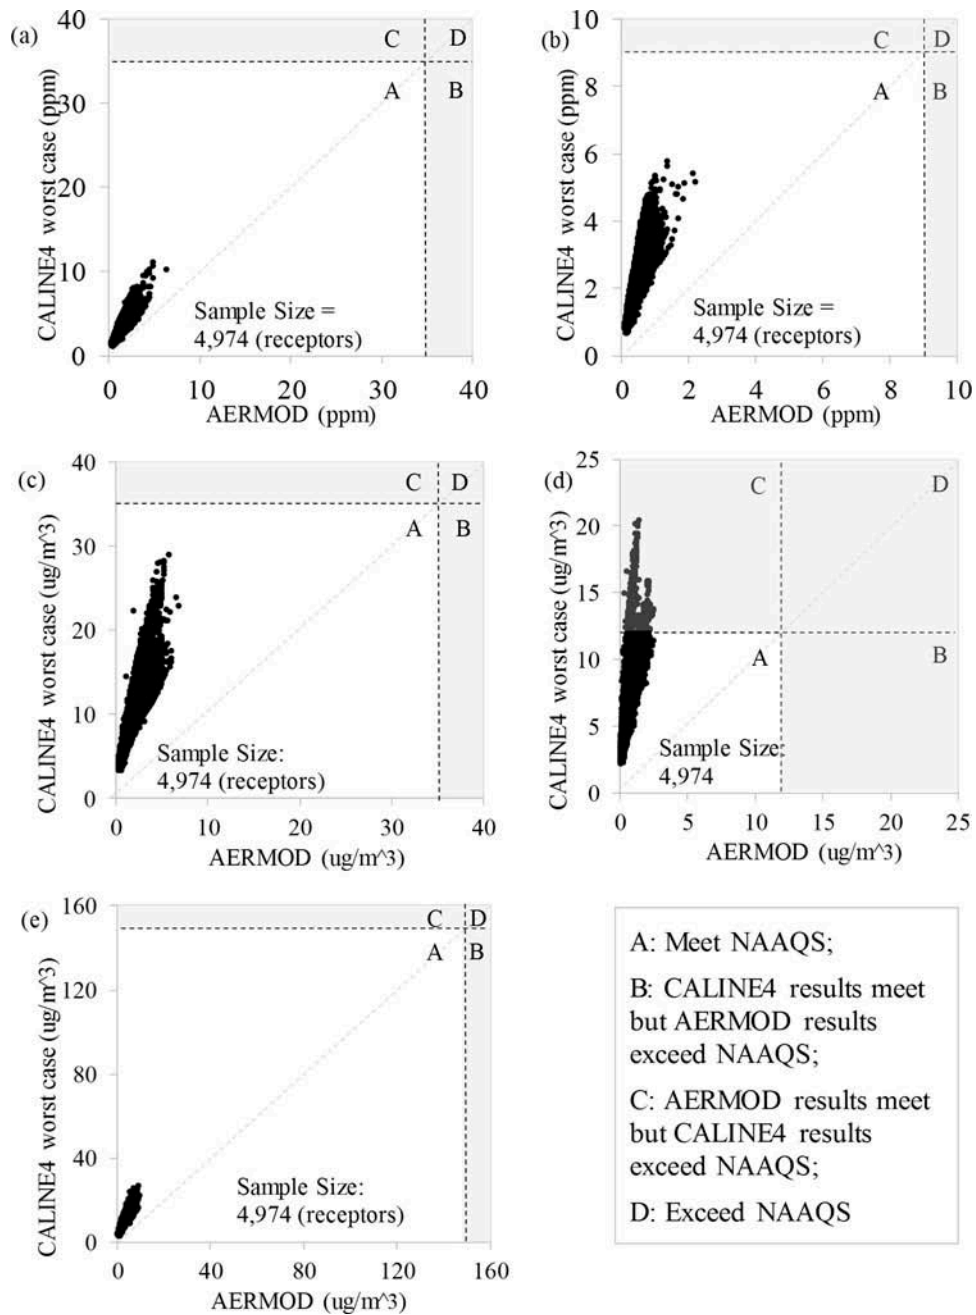 (a)
40
30
20
10
0
CALINE4 worst case (ppm)
C
D
A
B
Sample Size =
4,974 (receptors)
0
10
20
30
40
AERMOD (ppm)
(b)
10
8
6
4
2
0
CALINE4 worst case (ppm)
C
D
A
B
Sample Size =
4,974 (receptors)
0
2
4
6
8
10
AERMOD (ppm)
(c)
40
30
20
10
0
CALINE4 worst case (ug/m^3)
C
D
A
B
Sample Size:
4,974 (receptors)
0
10
20
30
40
AERMOD (ug/m^3)
(d)
25
20
15
10
5
0
CALINE4 worst case (ug/m^3)
C
D
A
B
Sample Size:
4,974
0
5
10
15
20
25
AERMOD (ug/m^3)
(e)
160
120
80
40
0
CALINE4 worst case (ug/m^3)
C
D
A
B
Sample Size:
4,974 (receptors)
0
40
80
120
160
AERMOD (ug/m^3)
A: Meet NAAQS;
B: CALINE4 results meet
but AERMOD results
exceed NAAQS;
C: AERMOD results meet
but CALINE4 results
exceed NAAQS;
D: Exceed NAAQS